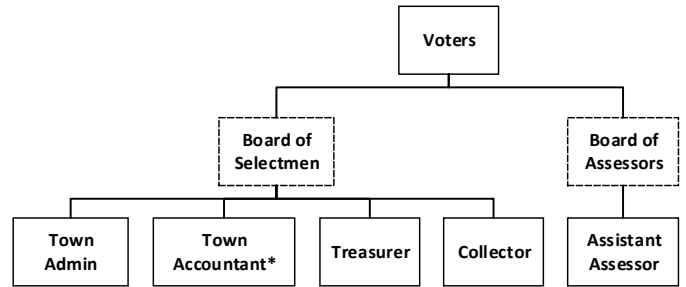 Voters
Board of
Selectmen
Board of
Assessors
Town
Admin
Town
Accountant*
Treasurer
Collector
Assistant
Assessor